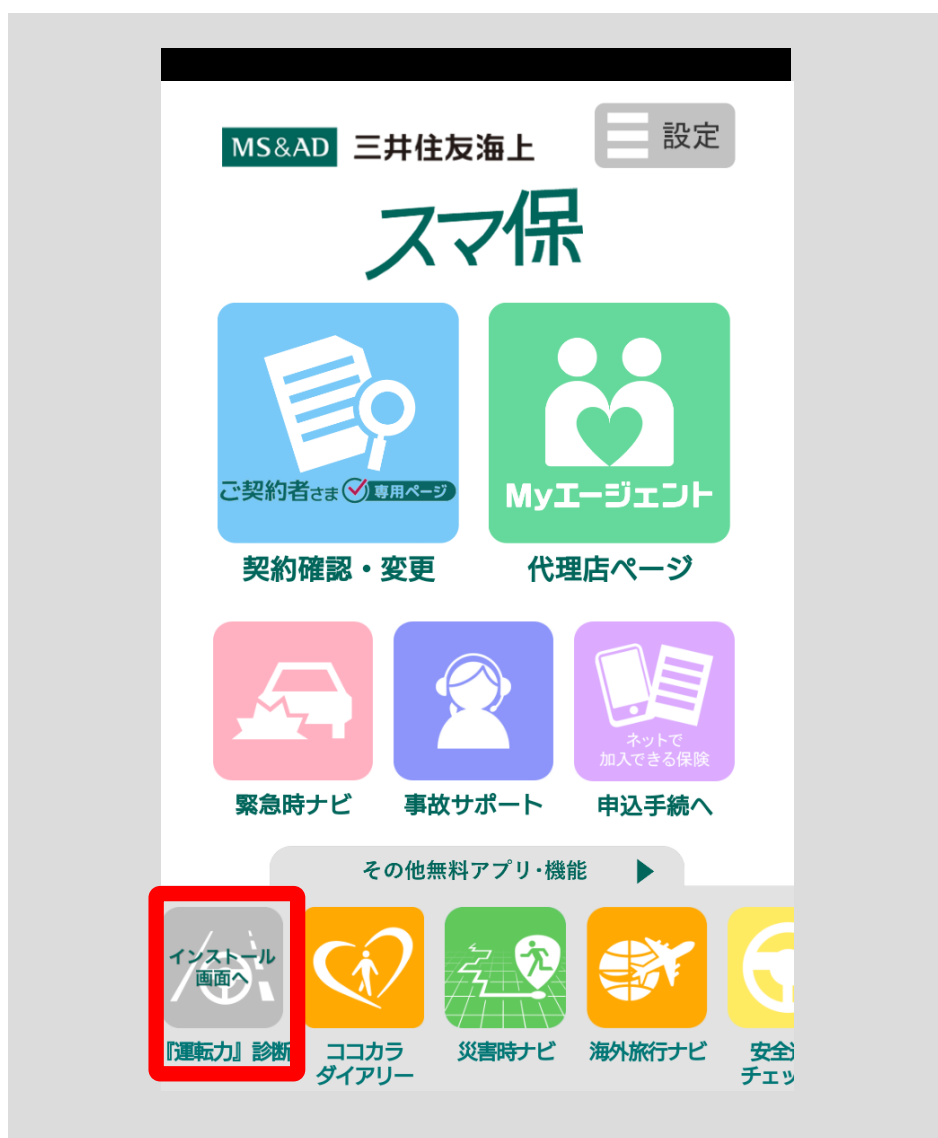 MS&AD 三井住友海上
設定
スマ保
ご契約者さま 専用ページ
Myエージェント
契約確認・変更
代理店ページ
ネットで
加入できる保険
緊急時ナビ
事故サポート
申込手続へ
その他無料アプリ・機能
インストール
画面へ
『運転力』診断
ココカラ
ダイアリー
災害時ナビ
海外旅行ナビ
安全
チェッ